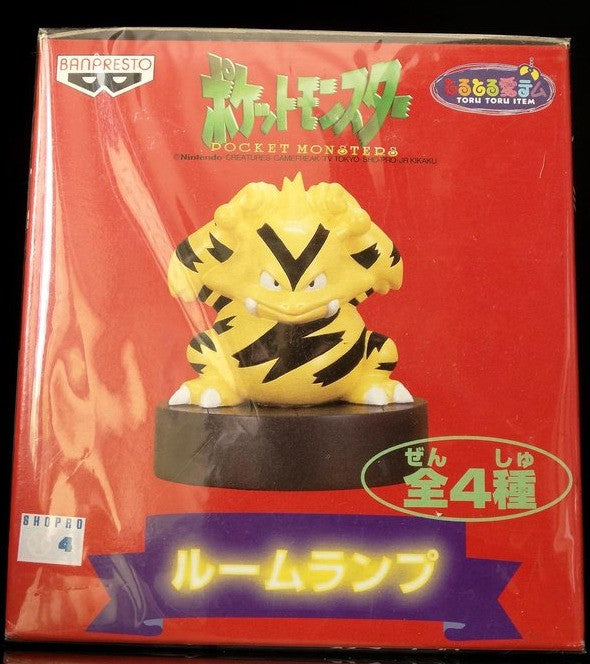 BANPRESTO
ポケットモンスター
POCKET MONSTERS
©Nintendo CREATURES GAMEFREAK TV TOKYO SHO-PRO JR KIKAKU
とるとる愛テム
TORU TORU ITEM
ぜん しゅ
全4種
SHOPRO
4
ルームランプ